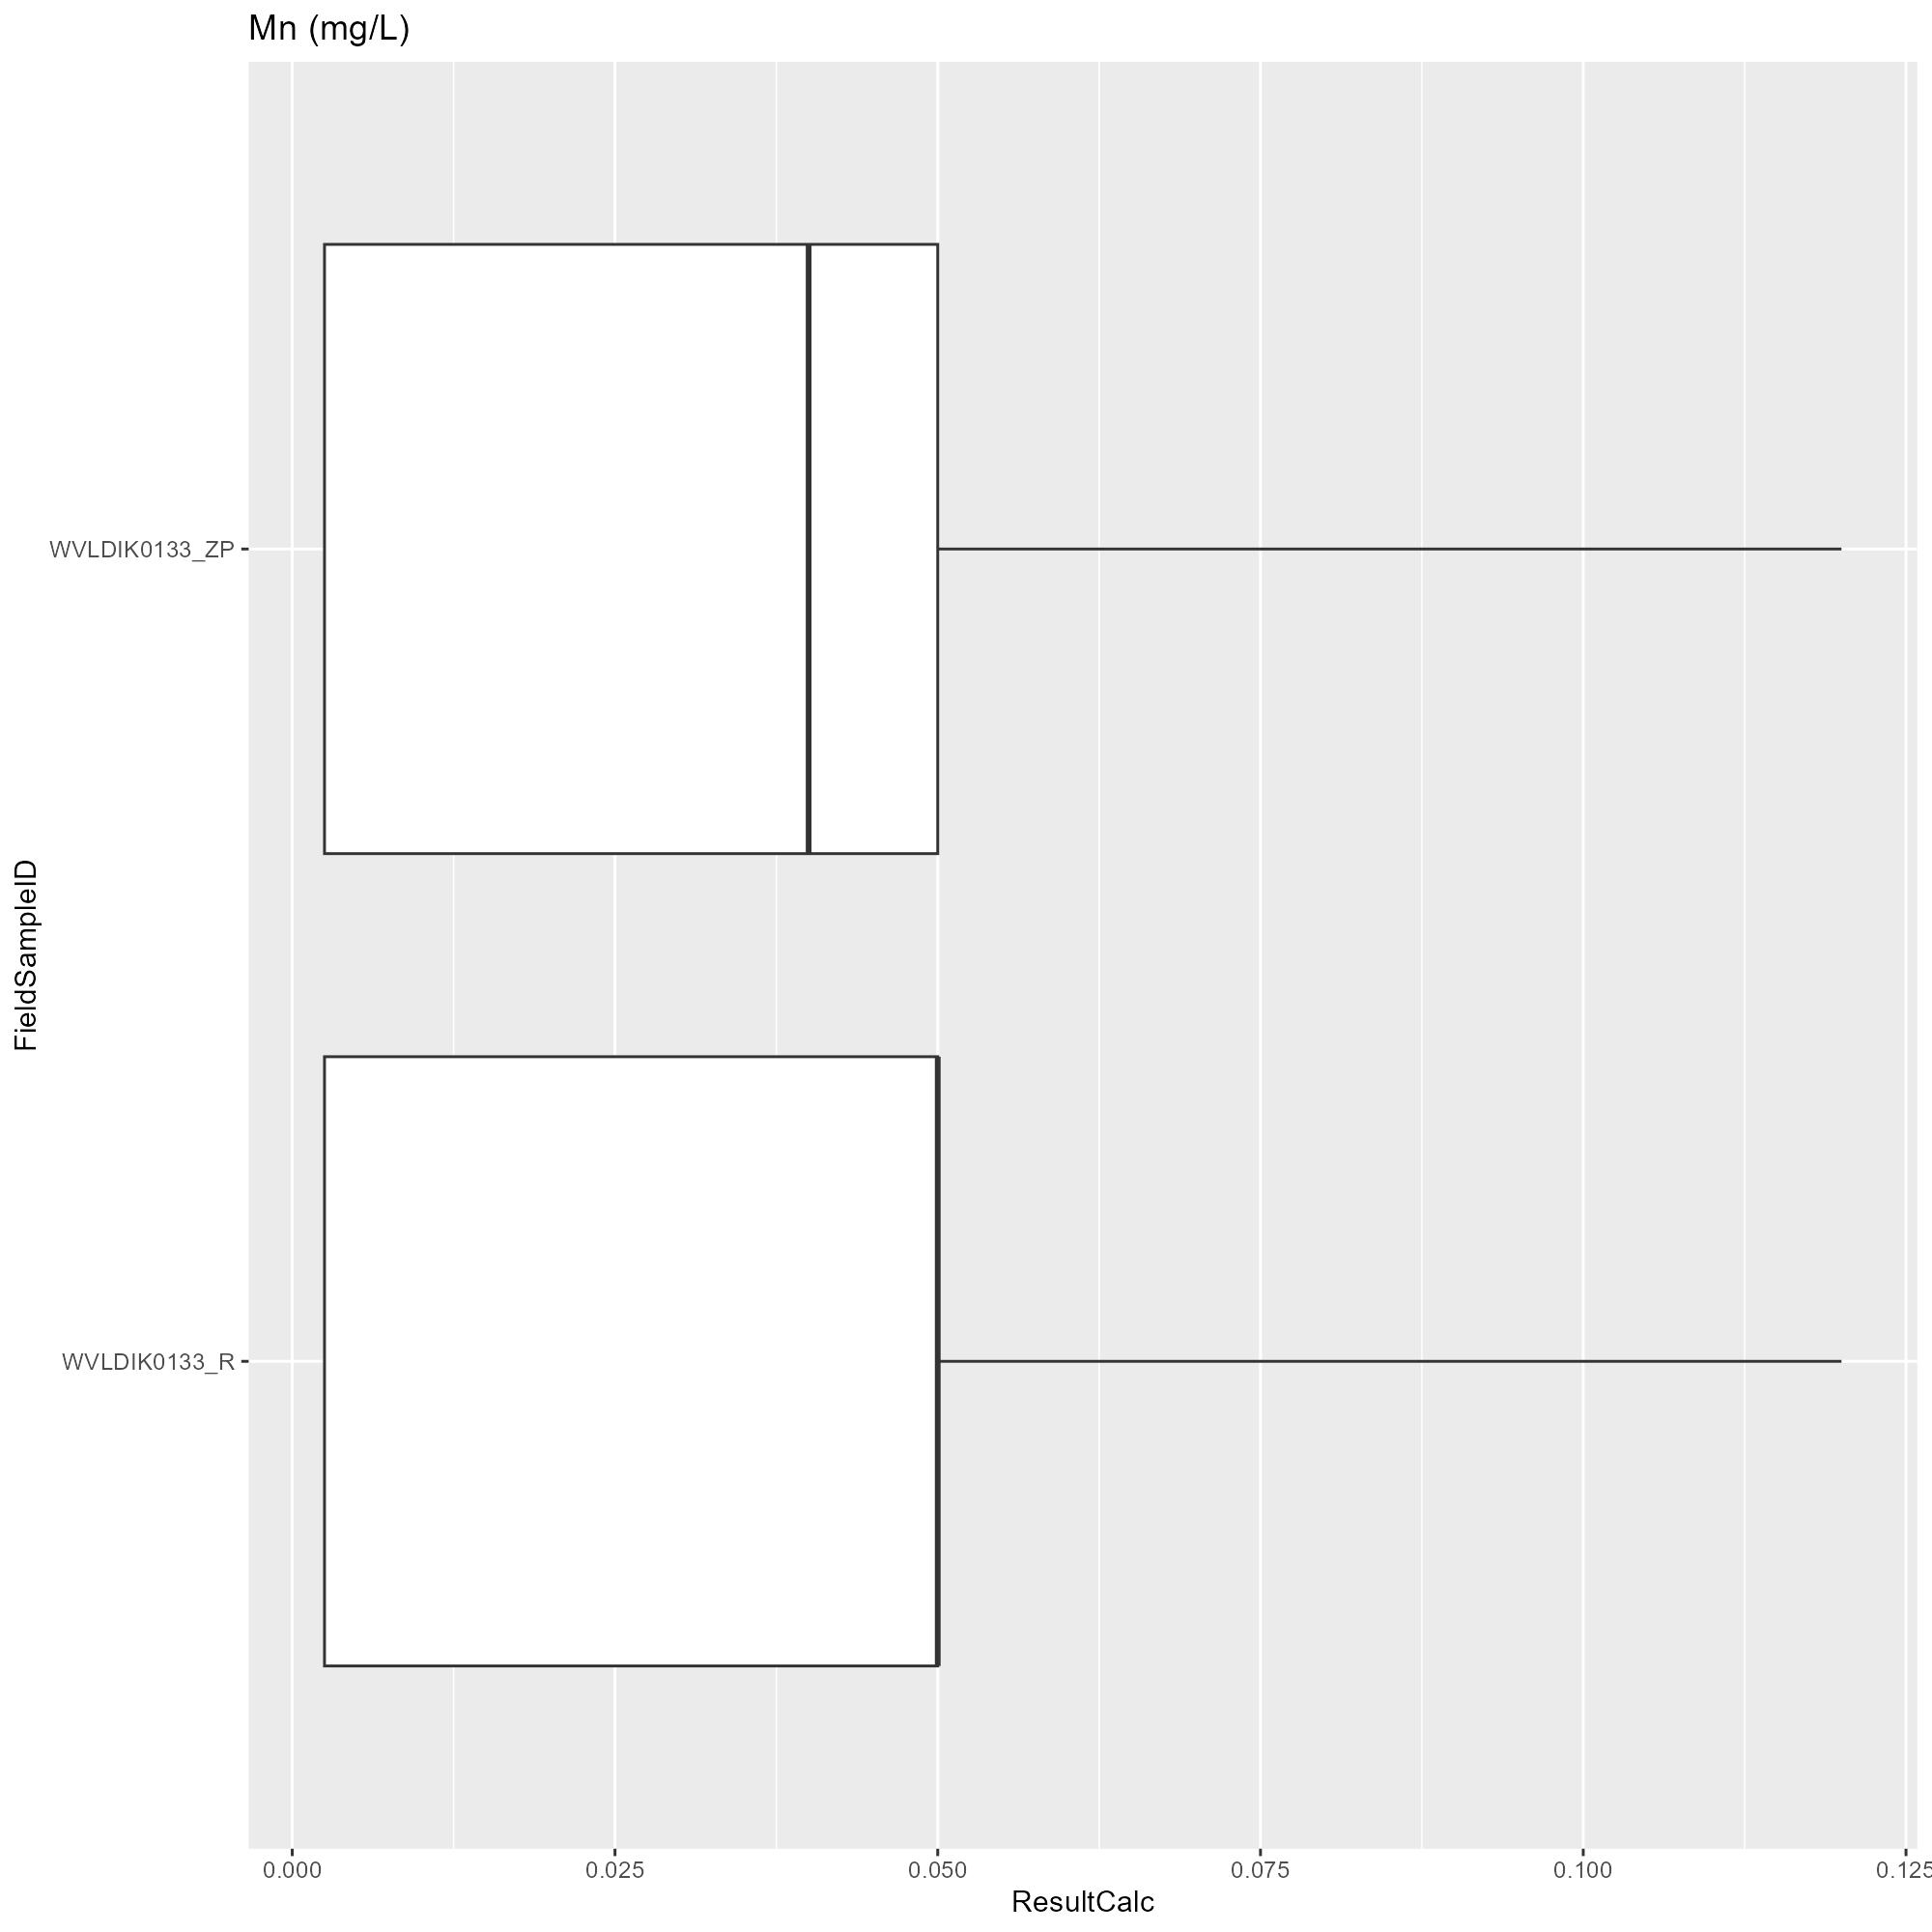 Mn (mg/L)
FieldSampleID
WVLDIK0133_ZP
WVLDIK0133_R
0.000 0.025 0.050 0.075 0.100 0.125
ResultCalc